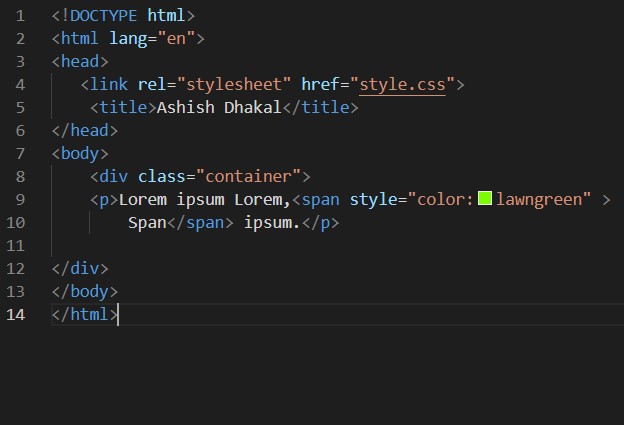 1 <!DOCTYPE html>
2 <html lang="en">
3 <head>
4 <link rel="stylesheet" href="style.css">
5 <title>Ashish Dhakal</title>
6 </head>
7 <body>
8 <div class="container">
9 <p>Lorem ipsum Lorem,<span style="color:lawngreen" >
10 Span</span> ipsum.</p>
11
12 </div>
13 </body>
14 </html>